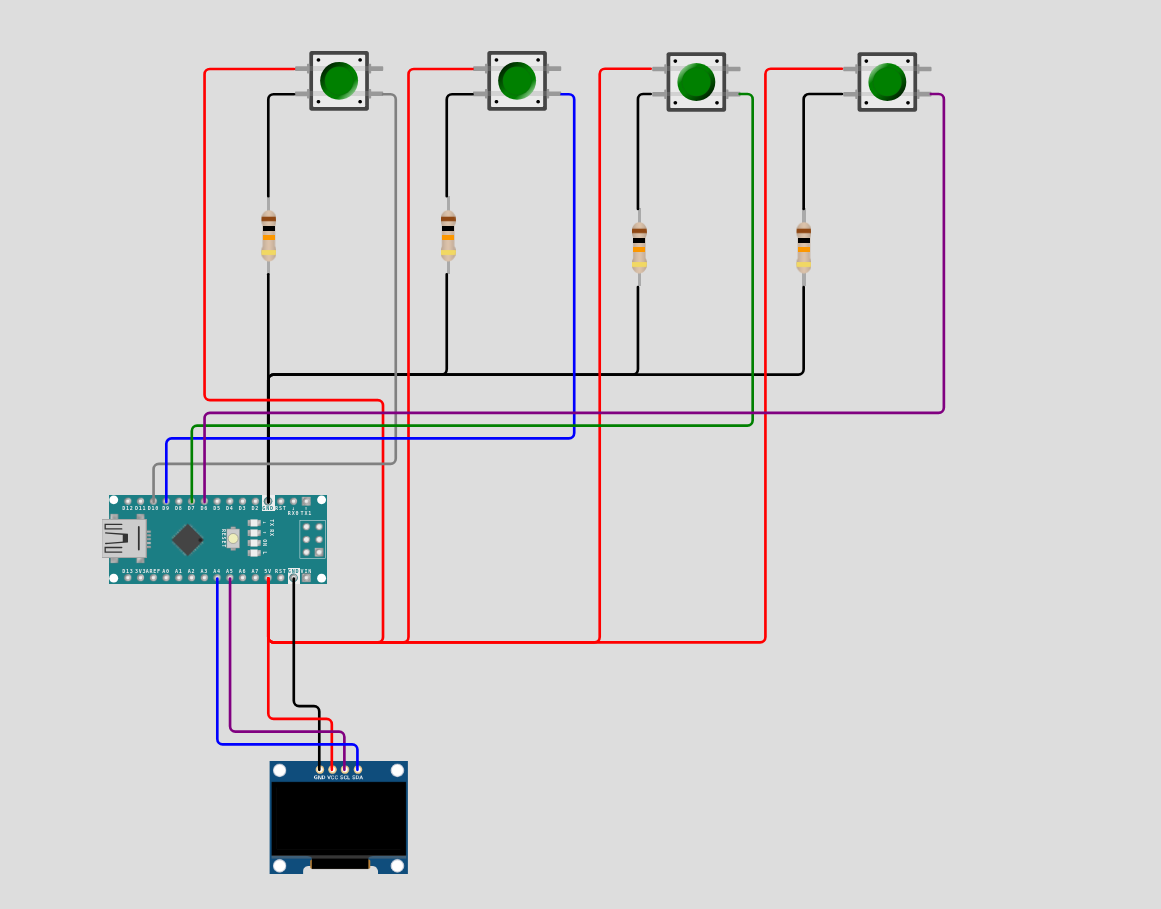 D12 D11 D10 D9 D8 D7 D6 D5 D4 D3 D2 GND RST RX0 TX1
RESET
TX RX
ON L
D13 3V3 AREF A0 A1 A2 A3 A4 A5 A6 A7 5V RST GND VIN
GND VCC SCL SDA